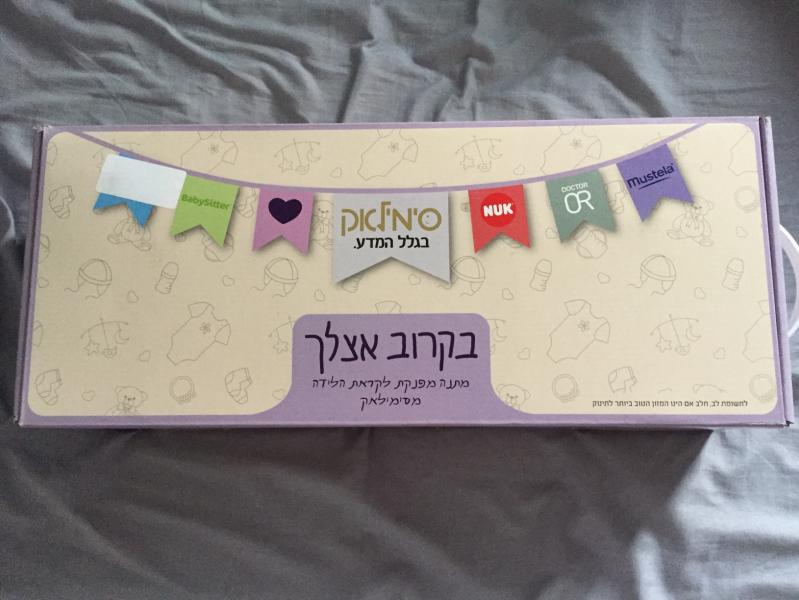 BabySitter
סימילאק
בגלל המדע.
NUK
DOCTOR
OR
mustela
בקרוב אצלך
מתנה מפנקת לקראת הלידה
מסימילאק
לתשומת לב, חלב אם הינו המזון הטוב ביותר לתינוק